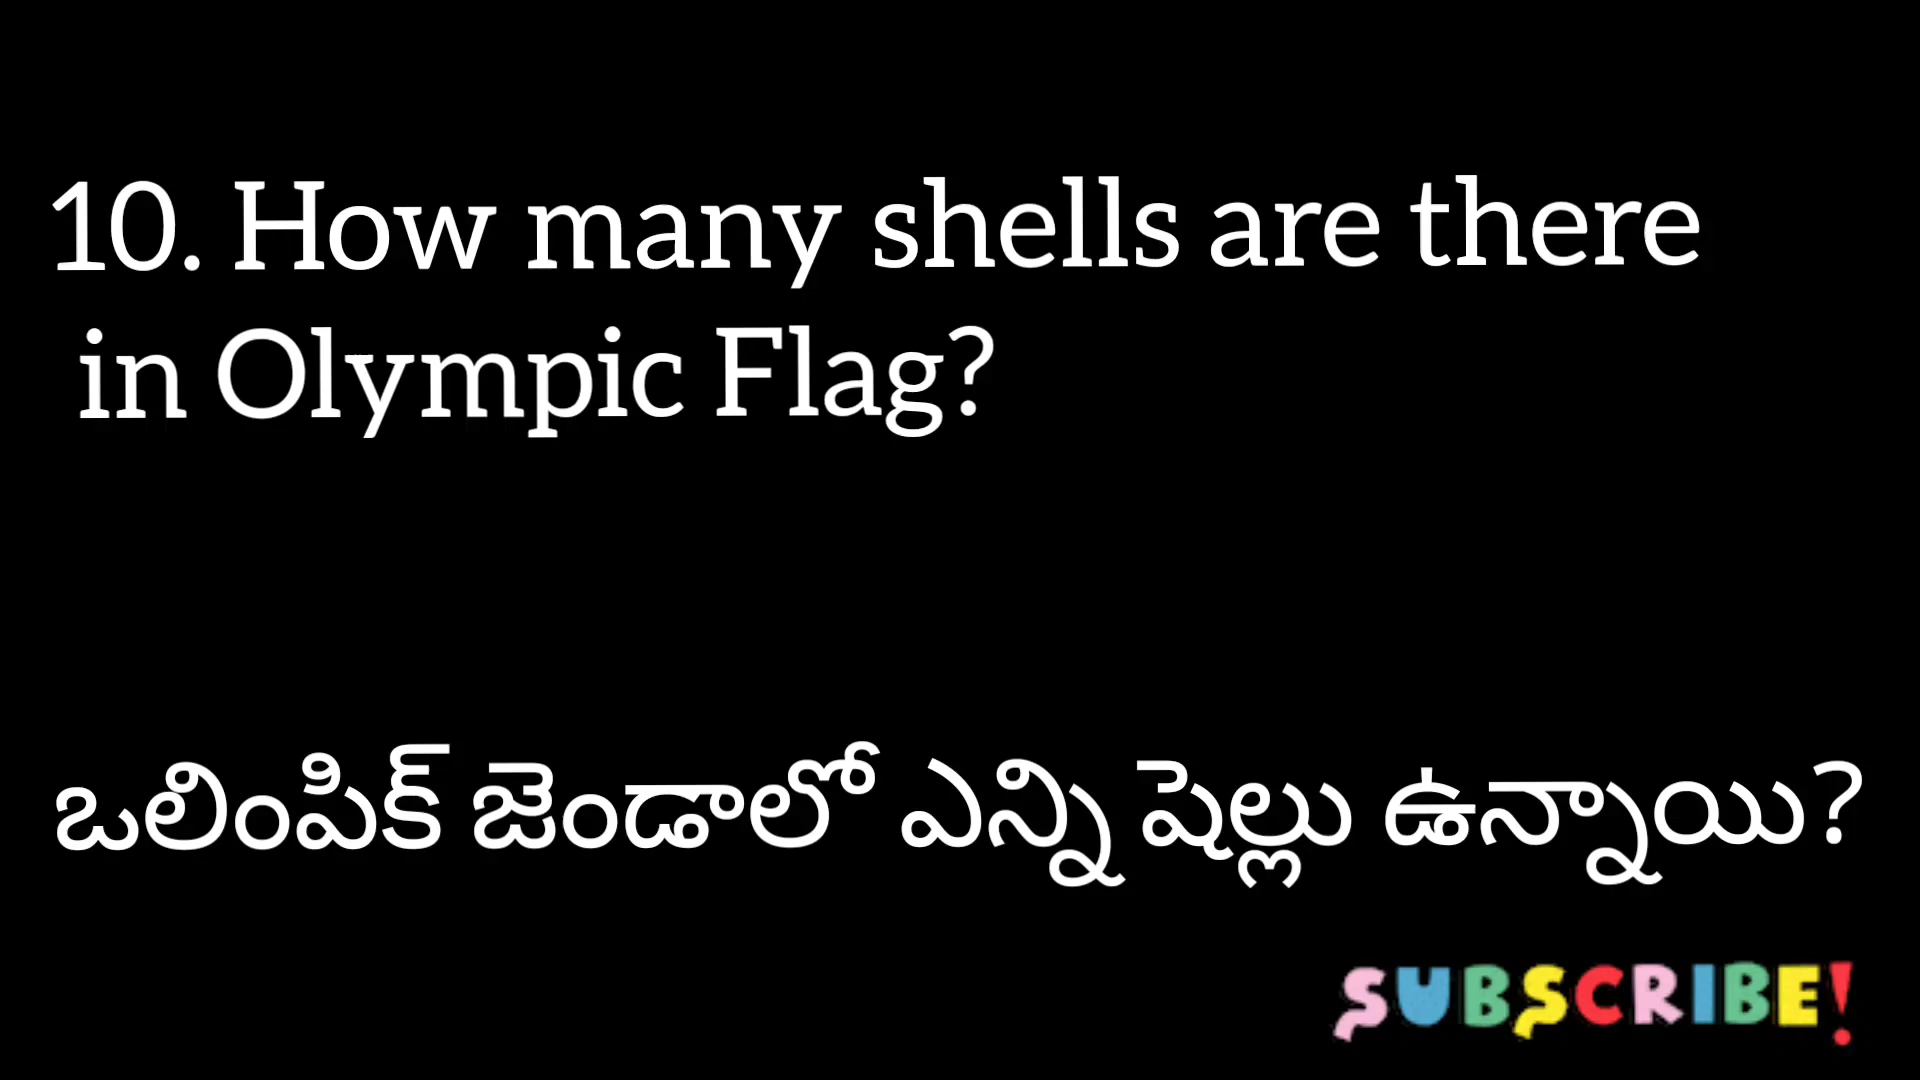 10. How many shells are there
in Olympic Flag?
ఒలింపిక్ జెండాలో ఎన్ని షెల్లు ఉన్నాయి?
SUBSCRIBE!